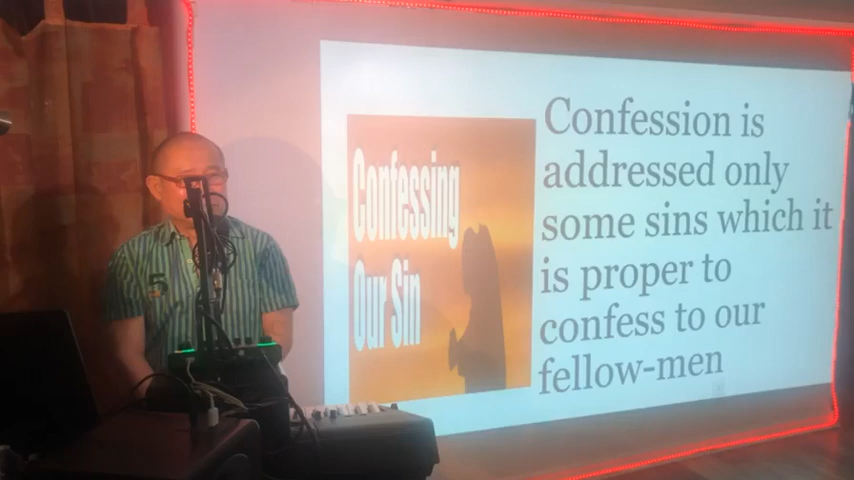 Confessing
Our Sin
Confession is
addressed only
some sins which it
is proper to
confess to our
fellow-men
5